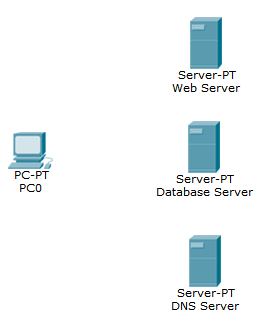 Server-PT
Web Server
PC-PT
PC0
Server-PT
Database Server
Server-PT
DNS Server